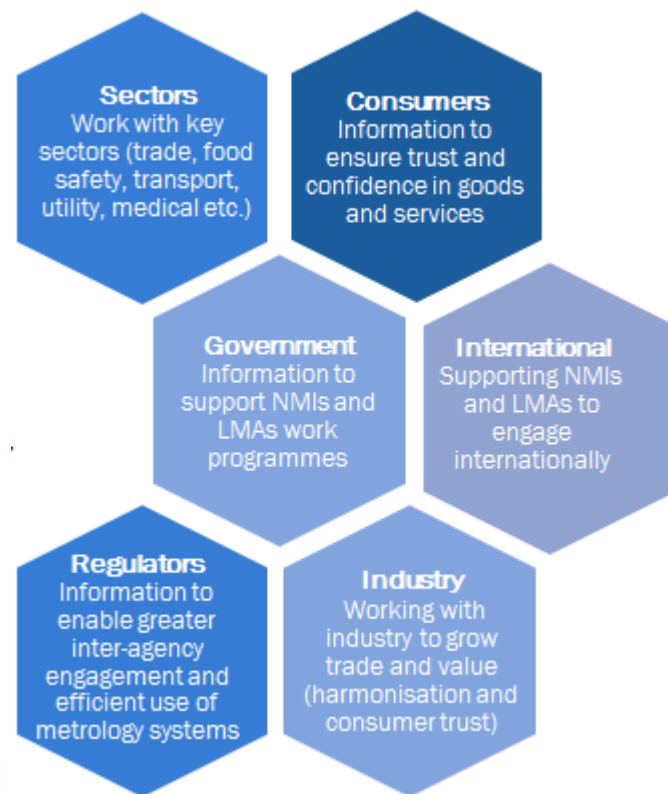 Sectors
Work with key
sectors (trade, food
safety, transport,
utility, medical etc.)
Consumers
Information to
ensure trust and
confidence in goods
and services
Government
Information to
support NMIs and
LMAs work
programmes
International
Supporting NMIs
and LMAs to
engage
internationally
Regulators
Information to
enable greater
inter-agency
engagement and
efficient use of
metrology systems
Industry
Working with
industry to grow
trade and value
(harmonisation and
consumer trust)